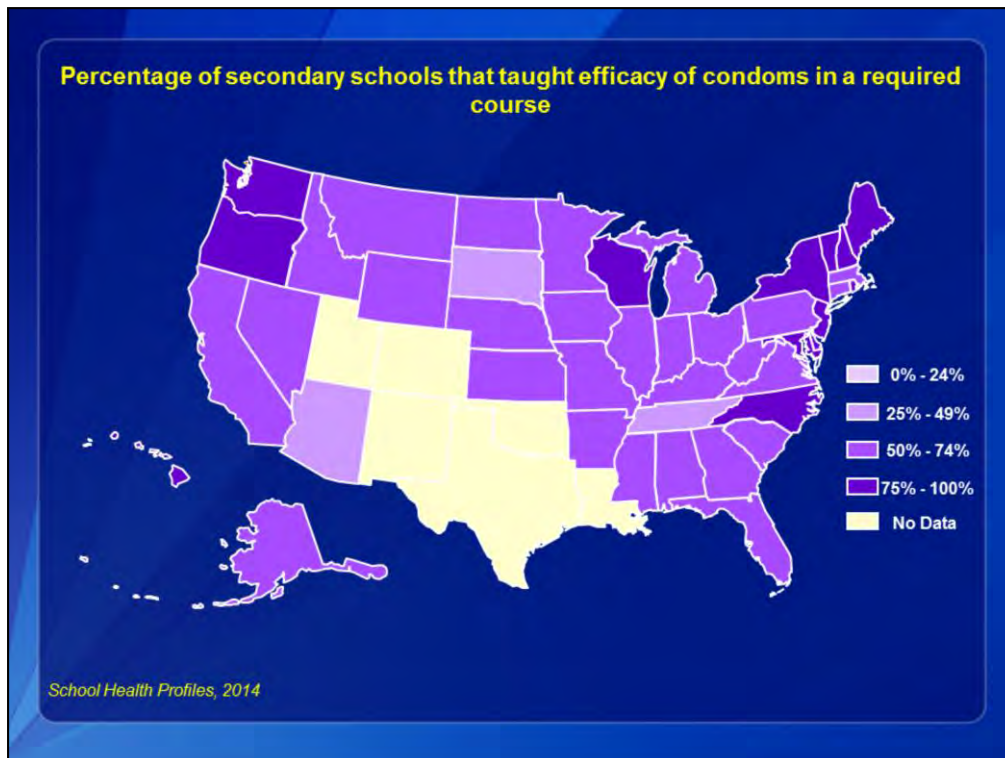 Percentage of secondary schools that taught efficacy of condoms in a required
course
0% - 24%
25% - 49%
50% - 74%
75% - 100%
No Data
School Health Profiles, 2014